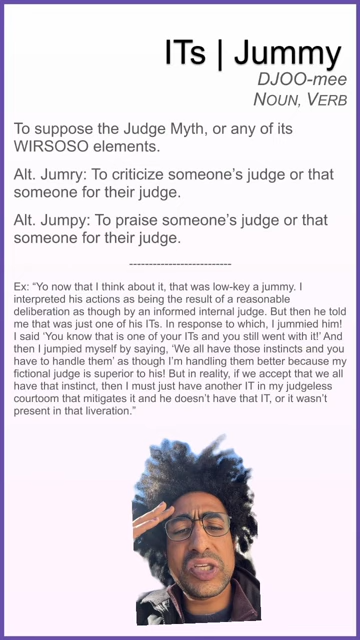 ITs | Jummy
DJOO-mee
NOUN, VERB
To suppose the Judge Myth, or any of its
WIRSOSO elements.
Alt. Jumry: To criticize someone’s judge or that
someone for their judge.
Alt. Jumpy: To praise someone’s judge or that
someone for their judge.
--------------------------
Ex: “Yo now that I think about it, that was low-key a jummy. I
interpreted his actions as being the result of a reasonable
deliberation as though by an informed internal judge. But then he told
me that was just one of his ITs. In response to which, I jummied him!
I said ‘You know that is one of your ITs and you still went with it!’ And
then I jumpied myself by saying, ‘We all have those instincts and you
have to handle them’ as though I’m handling them better because my
fictional judge is superior to his! But in reality, if we accept that we all
have that instinct, then I must just have another IT in my judgeless
courtoom that mitigates it and he doesn’t have that IT, or it wasn’t
present in that liveration.”